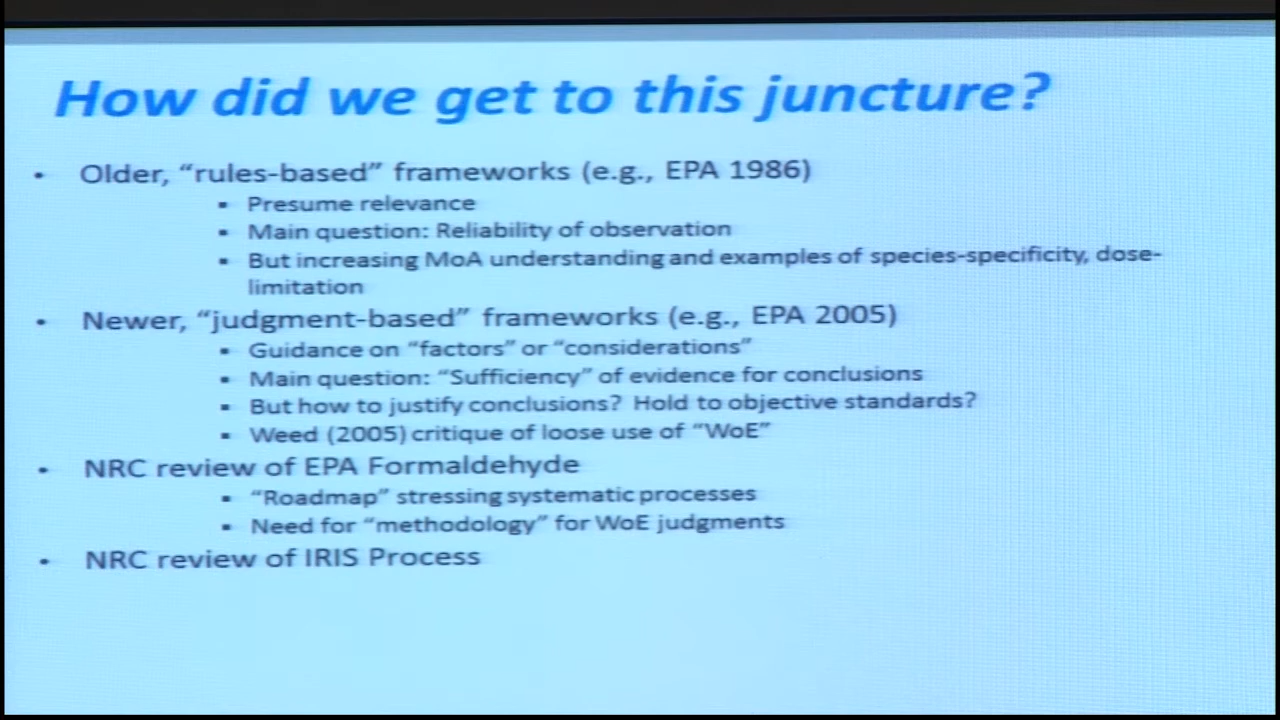 How did we get to this juncture?
• Older, “rules-based” frameworks (e.g., EPA 1986)
▪ Presume relevance
▪ Main question: Reliability of observation
▪ But increasing MoA understanding and examples of species-specificity, dose-
limitation
• Newer, “judgment-based” frameworks (e.g., EPA 2005)
▪ Guidance on “factors” or “considerations”
▪ Main question: “Sufficiency” of evidence for conclusions
▪ But how to justify conclusions? Hold to objective standards?
▪ Weed (2005) critique of loose use of “WoE”
• NRC review of EPA Formaldehyde
▪ “Roadmap” stressing systematic processes
▪ Need for “methodology” for WoE judgments
• NRC review of IRIS Process